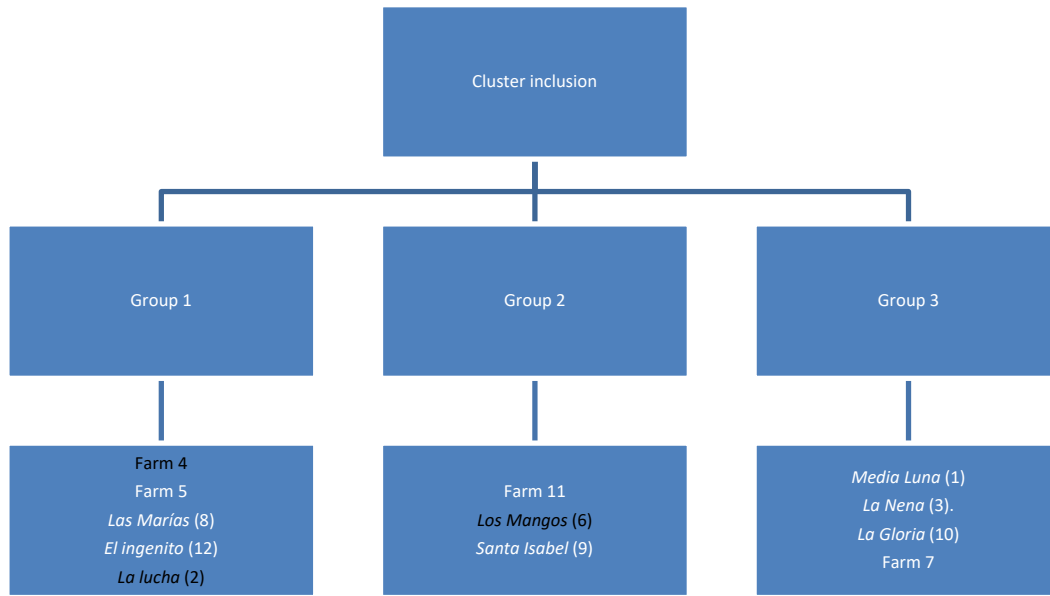 Cluster inclusion
Group 1
Group 2
Group 3
Farm 4
Farm 5
Las Marías (8)
El ingenito (12)
La lucha (2)
Farm 11
Los Mangos (6)
Santa Isabel (9)
Media Luna (1)
La Nena (3).
La Gloria (10)
Farm 7